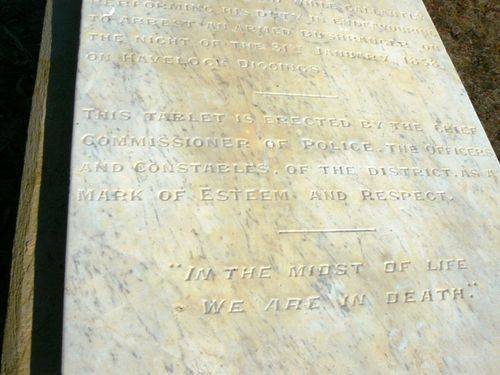 WHILE GALLANTLY
PERFORMING HIS DUTY IN ENDEAVOURING
TO ARREST AN ARMED BUSHRANGER, ON
THE NIGHT OF THE 31ST JANUARY, 1858,
ON HAVELOCK DIGGINGS.
THIS TABLET IS ERECTED BY THE CHIEF
COMMISSIONER OF POLICE, THE OFFICERS
AND CONSTABLES, OF THE DISTRICT, AS A
MARK OF ESTEEM AND RESPECT.
"IN THE MIDST OF LIFE
WE ARE IN DEATH."